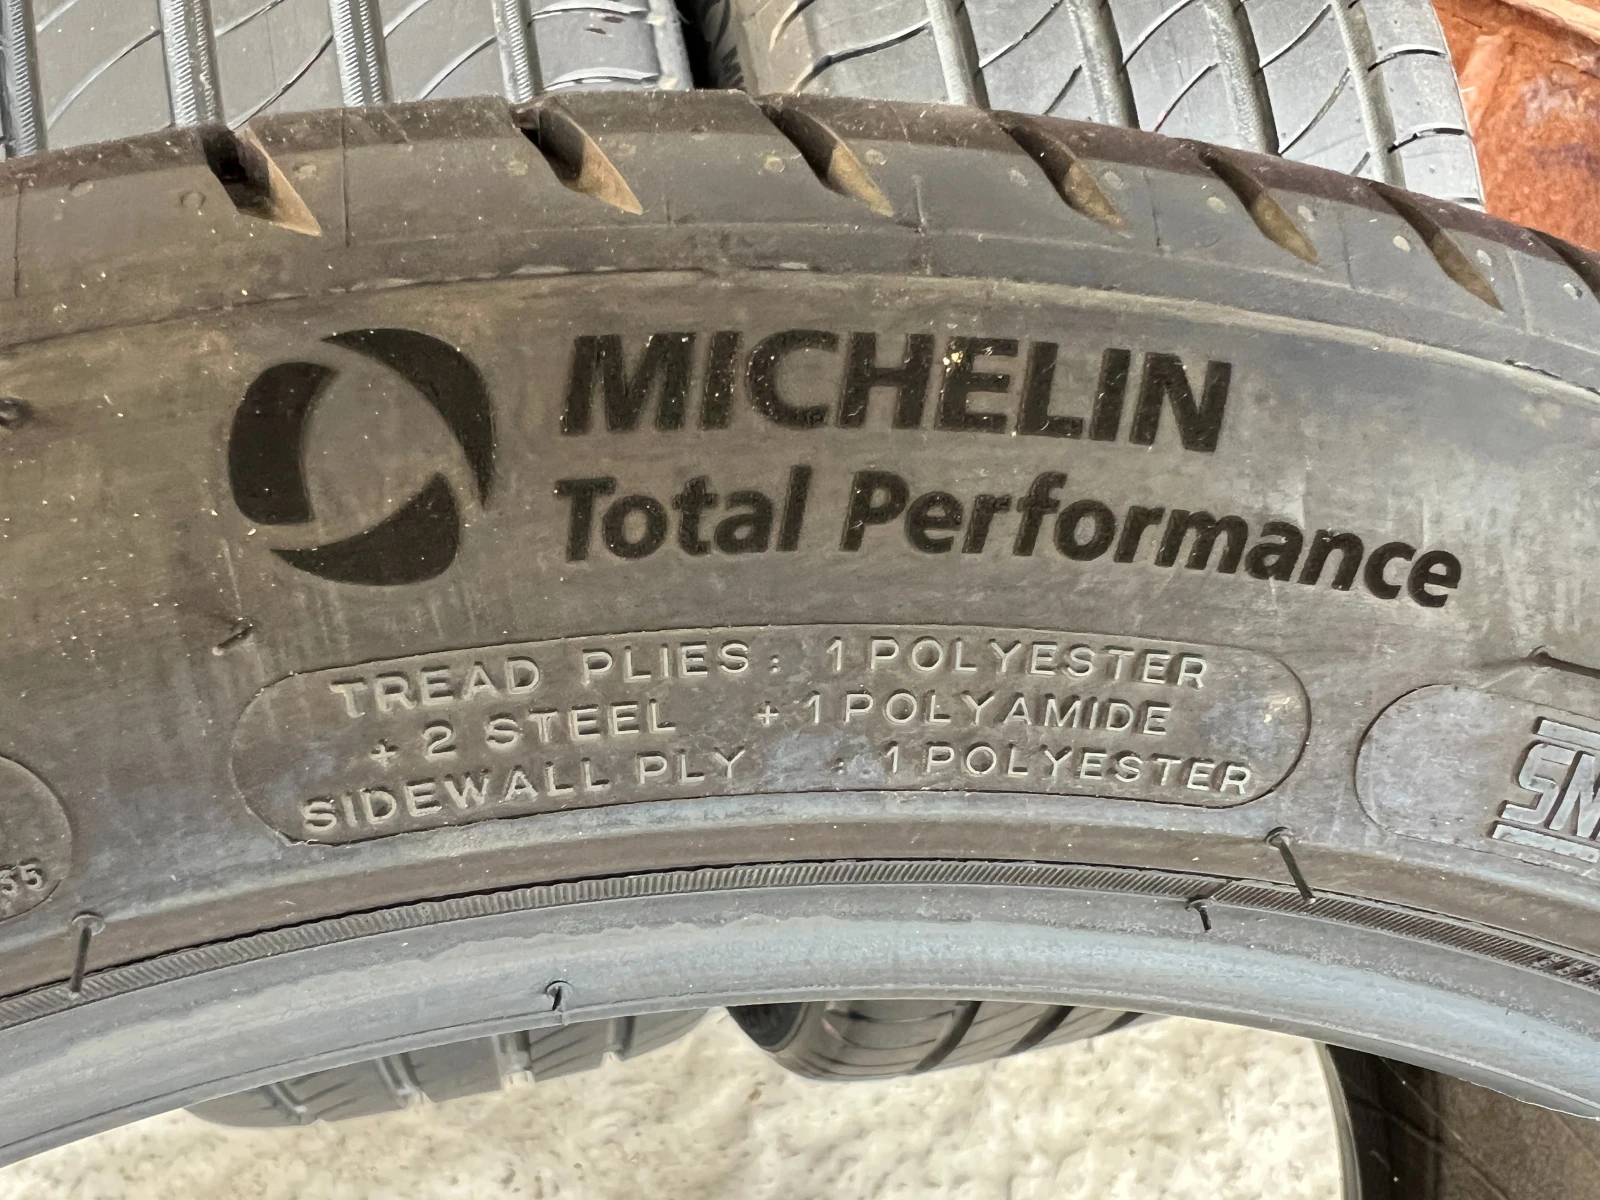 MICHELIN
Total Performance
TREAD PLIES: 1 POLYESTER
+ 2 STEEL + 1 POLYAMIDE
SIDEWALL PLY : 1 POLYESTER